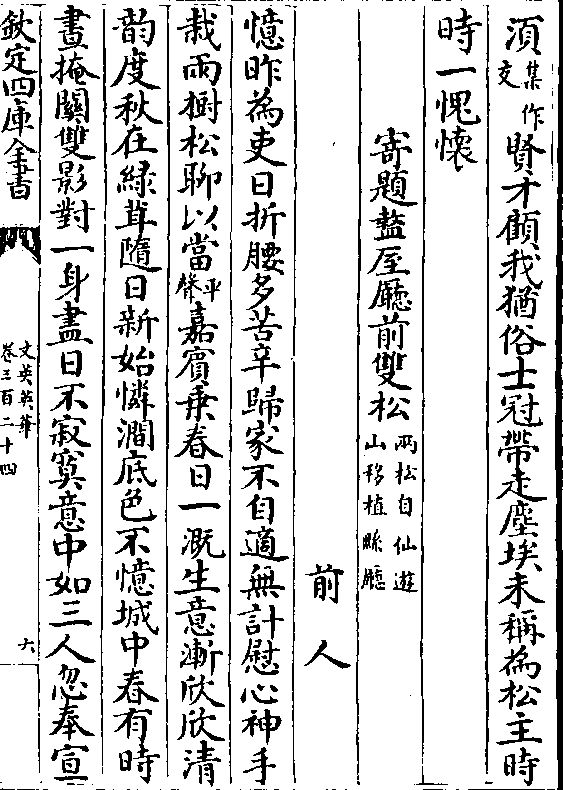 須集作文賢才顧我猶俗士冠帶走塵埃未稱為松主時
時一愧懷
寄題盩厔廳前雙松兩松自仙遊山移植縣廳
前人
憶昨為吏日折腰多苦辛歸家不自適無計慰心神手
栽兩樹松聊以當平聲嘉賓乗春日一溉生意漸欣欣清
韵度秋在緑茸隨日新始憐澗底色不憶城中春有時
晝掩關雙影對一身盡日不寂寞意中如三人忽奉宣
欽定四庫全書
文苑英華
卷三百二十四
六